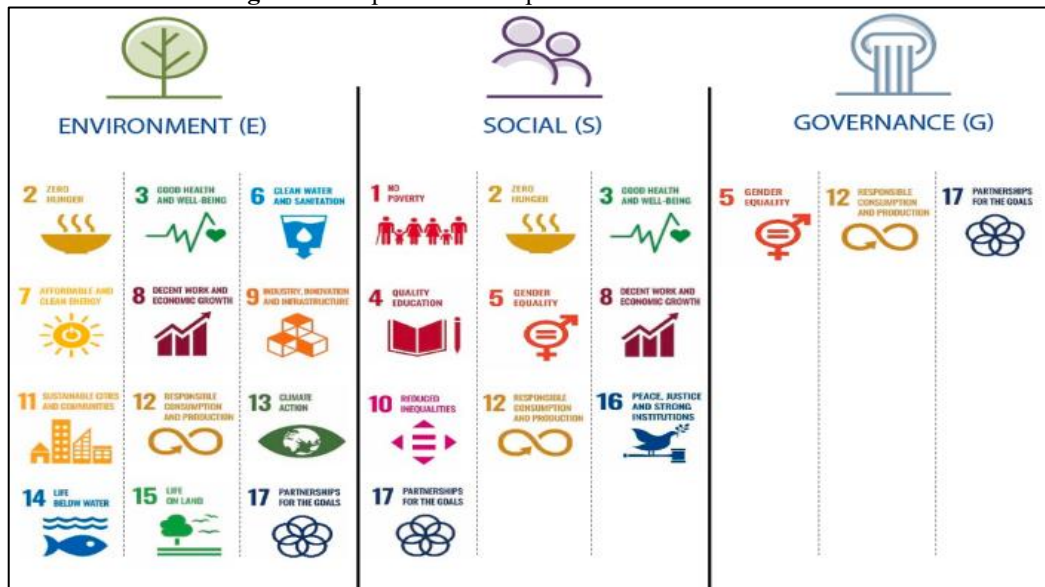 ENVIRONMENT (E)
2 ZERO
HUNGER
3 GOOD HEALTH
AND WELL-BEING
6 CLEAN WATER
AND SANITATION
7 AFFORDABLE AND
CLEAN ENERGY
8 DECENT WORK AND
ECONOMIC GROWTH
9 INDUSTRY, INNOVATION
AND INFRASTRUCTURE
11 SUSTAINABLE CITIES
AND COMMUNITIES
12 RESPONSIBLE
CONSUMPTION
AND PRODUCTION
13 CLIMATE
ACTION
14 LIFE
BELOW WATER
15 LIFE
ON LAND
17 PARTNERSHIPS
FOR THE GOALS
SOCIAL (S)
1 NO
POVERTY
2 ZERO
HUNGER
3 GOOD HEALTH
AND WELL-BEING
4 QUALITY
EDUCATION
5 GENDER
EQUALITY
8 DECENT WORK AND
ECONOMIC GROWTH
10 REDUCED
INEQUALITIES
12 RESPONSIBLE
CONSUMPTION
AND PRODUCTION
16 PEACE, JUSTICE
AND STRONG
INSTITUTIONS
17 PARTNERSHIPS
FOR THE GOALS
GOVERNANCE (G)
5 GENDER
EQUALITY
12 RESPONSIBLE
CONSUMPTION
AND PRODUCTION
17 PARTNERSHIPS
FOR THE GOALS